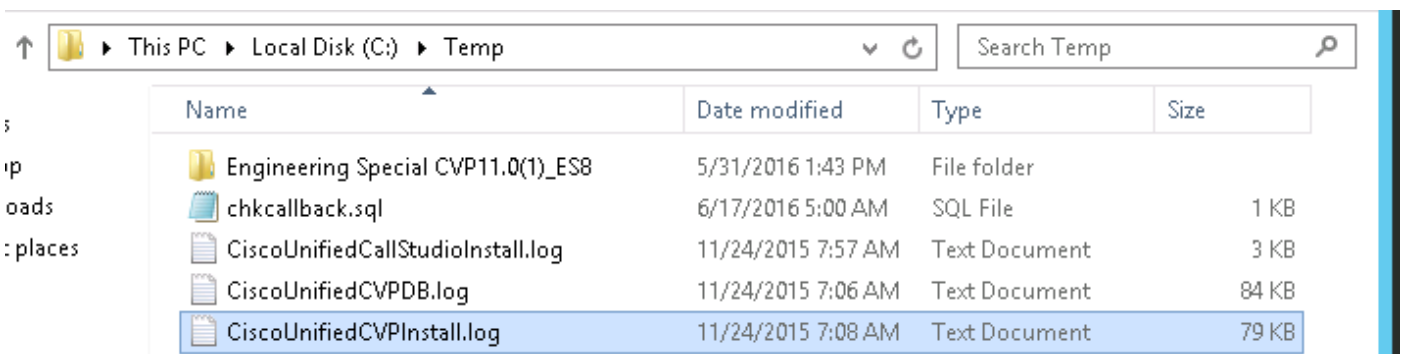 This PC Local Disk (C:) Temp Search Temp
Name Date modified Type Size
Engineering Special CVP11.0(1)_ES8 5/31/2016 1:43 PM File folder
chkcallback.sql 6/17/2016 5:00 AM SQL File 1 KB
oads CiscoUnifiedCallStudioInstall.log 11/24/2015 7:57 AM Text Document 3 KB
places CiscoUnifiedCVPDB.log 11/24/2015 7:06 AM Text Document 84 KB
CiscoUnifiedCVPInstall.log 11/24/2015 7:08 AM Text Document 79 KB